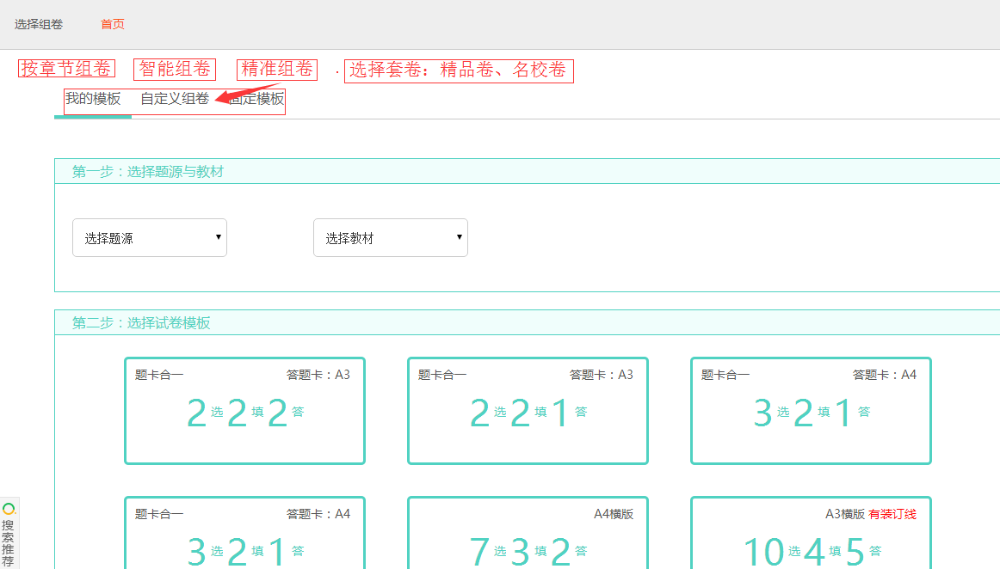 选择组卷 首页
按章节组卷 智能组卷 精准组卷 . 选择套卷：精品卷、名校卷
我的模板 自定义组卷 固定模板
第一步：选择题源与教材
选择题源 选择教材
第二步：选择试卷模板
题卡合一 答题卡：A3 题卡合一 答题卡：A3 题卡合一 答题卡：A4
2选2填2答 2选2填1答 3选2填1答
题卡合一 答题卡：A4 A4横版 A3横版 有装订线
3选2填1答 7选3填2答 10选4填5答
搜索推荐